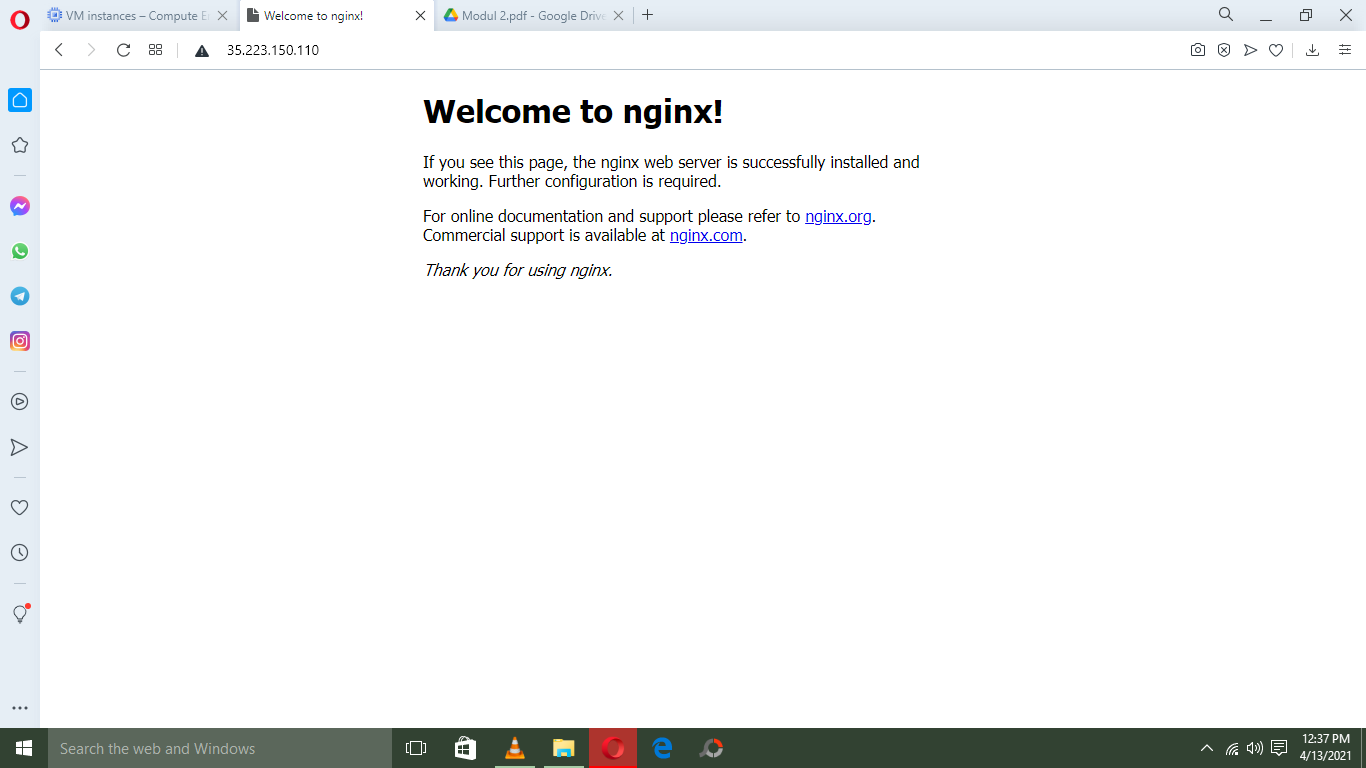 VM instances – Compute E
Welcome to nginx!
Modul 2.pdf - Google Drive
35.223.150.110
Welcome to nginx!
If you see this page, the nginx web server is successfully installed and
working. Further configuration is required.
For online documentation and support please refer to nginx.org.
Commercial support is available at nginx.com.
Thank you for using nginx.
Search the web and Windows
12:37 PM
4/13/2021